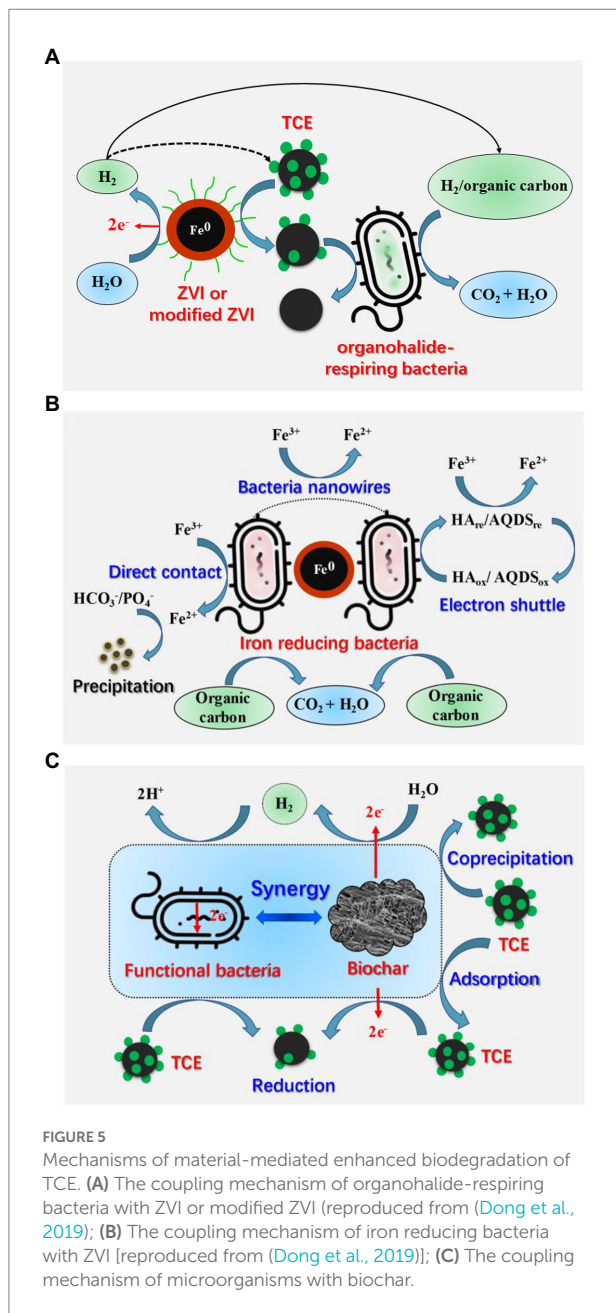 A
TCE
H₂
H₂/organic carbon
2e⁻
Fe⁰
H₂O
ZVI or
modified ZVI
CO₂ + H₂O
organohalide-
respiring bacteria
B
Fe³⁺
Fe²⁺
Bacteria nanowires
Fe³⁺
Fe²⁺
Fe³⁺
HAre/AQDSre
Direct contact
Fe⁰
HCO₃⁻/PO₄⁻
Fe²⁺
HAox/ AQDSox
Electron shuttle
Iron reducing bacteria
Precipitation
Organic
carbon
CO₂ + H₂O
Organic
carbon
C
2H⁺
H₂
2e⁻
H₂O
Coprecipitation
Synergy
2e⁻
TCE
Functional bacteria
Biochar
Adsorption
2e⁻
TCE
TCE
Reduction
FIGURE 5
Mechanisms of material-mediated enhanced biodegradation of
TCE. (A) The coupling mechanism of organohalide-respiring
bacteria with ZVI or modified ZVI (reproduced from (Dong et al.,
2019); (B) The coupling mechanism of iron reducing bacteria
with ZVI [reproduced from (Dong et al., 2019)]; (C) The coupling
mechanism of microorganisms with biochar.